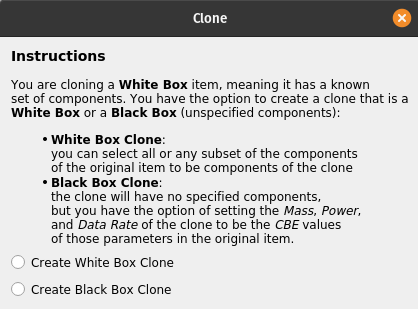 Clone
Instructions
You are cloning a White Box item, meaning it has a known
set of components. You have the option to create a clone that is a
White Box or a Black Box (unspecified components):
• White Box Clone:
you can select all or any subset of the components
of the original item to be components of the clone
• Black Box Clone:
the clone will have no specified components,
but you have the option of setting the Mass, Power,
and Data Rate of the clone to be the CBE values
of those parameters in the original item.
Create White Box Clone
Create Black Box Clone